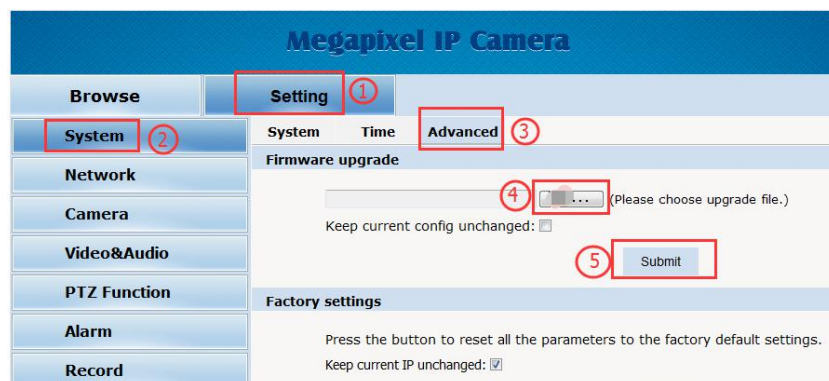 Megapixel IP Camera
Browse Setting 1
System 2 System Time Advanced 3
Firmware upgrade
Network
4 ... (Please choose upgrade file.)
Camera
Keep current config unchanged:
Video&Audio
5 Submit
PTZ Function
Factory settings
Alarm
Press the button to reset all the parameters to the factory default settings.
Record
Keep current IP unchanged: